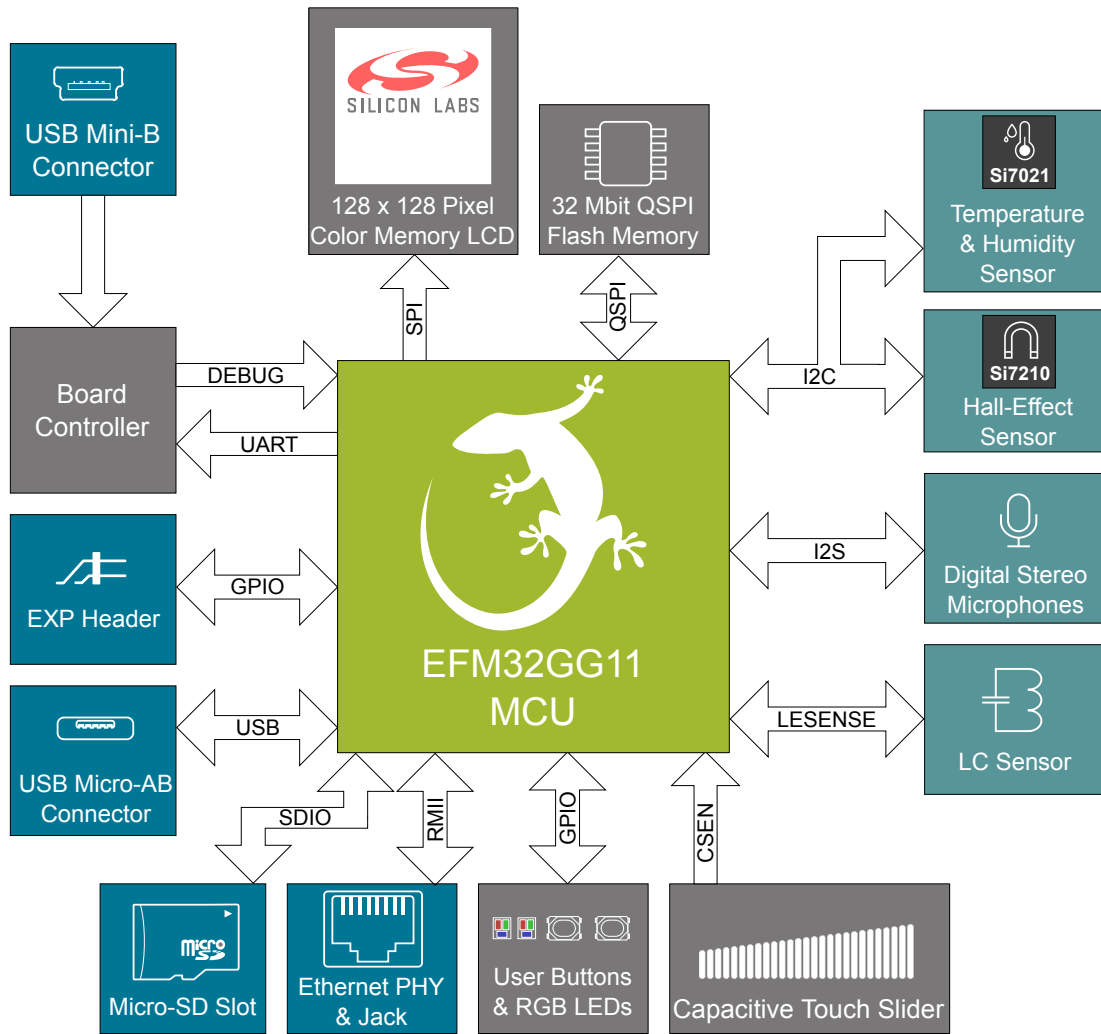 USB Mini-B
Connector
SILICON LABS
128 x 128 Pixel
Color Memory LCD
32 Mbit QSPI
Flash Memory
Si7021
Temperature
& Humidity
Sensor
SPI
QSPI
Board
Controller
DEBUG
UART
I2C
Si7210
Hall-Effect
Sensor
EXP Header
GPIO
I2S
Digital Stereo
Microphones
EFM32GG11
MCU
USB Micro-AB
Connector
USB
LESENSE
LC Sensor
SDIO
RMII
GPIO
CSEN
Micro
SD
Micro-SD Slot
Ethernet PHY
& Jack
User Buttons
& RGB LEDs
Capacitive Touch Slider